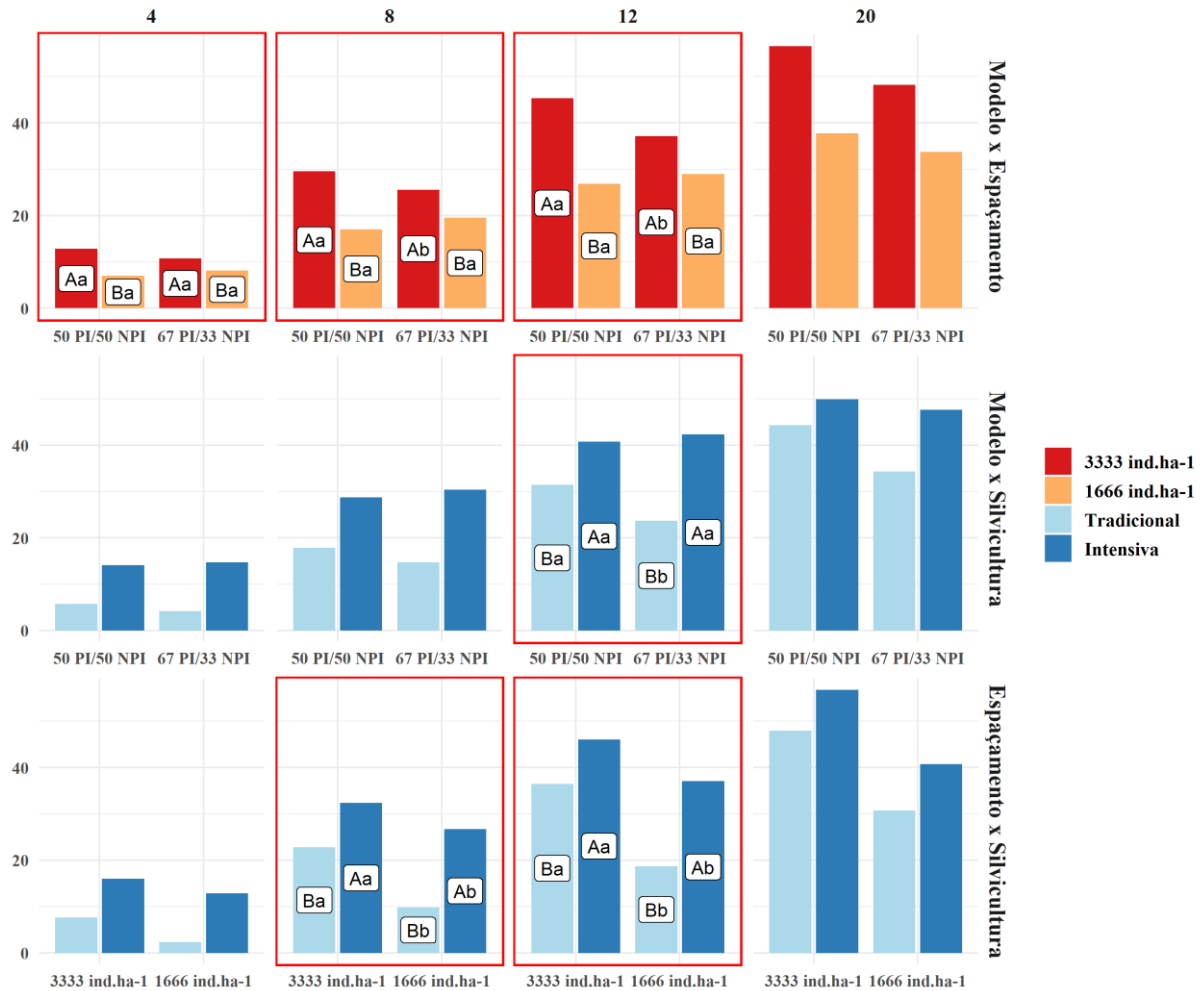 4 8 12 20
Modelo x Espaçamento
40
20
0
Aa Ba Aa Ba
Aa Ba Ab Ba
Aa Ba Ab Ba
50 PI/50 NPI 67 PI/33 NPI 50 PI/50 NPI 67 PI/33 NPI 50 PI/50 NPI 67 PI/33 NPI 50 PI/50 NPI 67 PI/33 NPI
Modelo x Silvicultura
40
20
0
Ba Aa Bb Aa
50 PI/50 NPI 67 PI/33 NPI 50 PI/50 NPI 67 PI/33 NPI 50 PI/50 NPI 67 PI/33 NPI 50 PI/50 NPI 67 PI/33 NPI
Espaçamento x Silvicultura
40
20
0
Ba Aa Bb Ab
Ba Aa Bb Ab
3333 ind.ha-1 1666 ind.ha-1 3333 ind.ha-1 1666 ind.ha-1 3333 ind.ha-1 1666 ind.ha-1 3333 ind.ha-1 1666 ind.ha-1
3333 ind.ha-1
1666 ind.ha-1
Tradicional
Intensiva